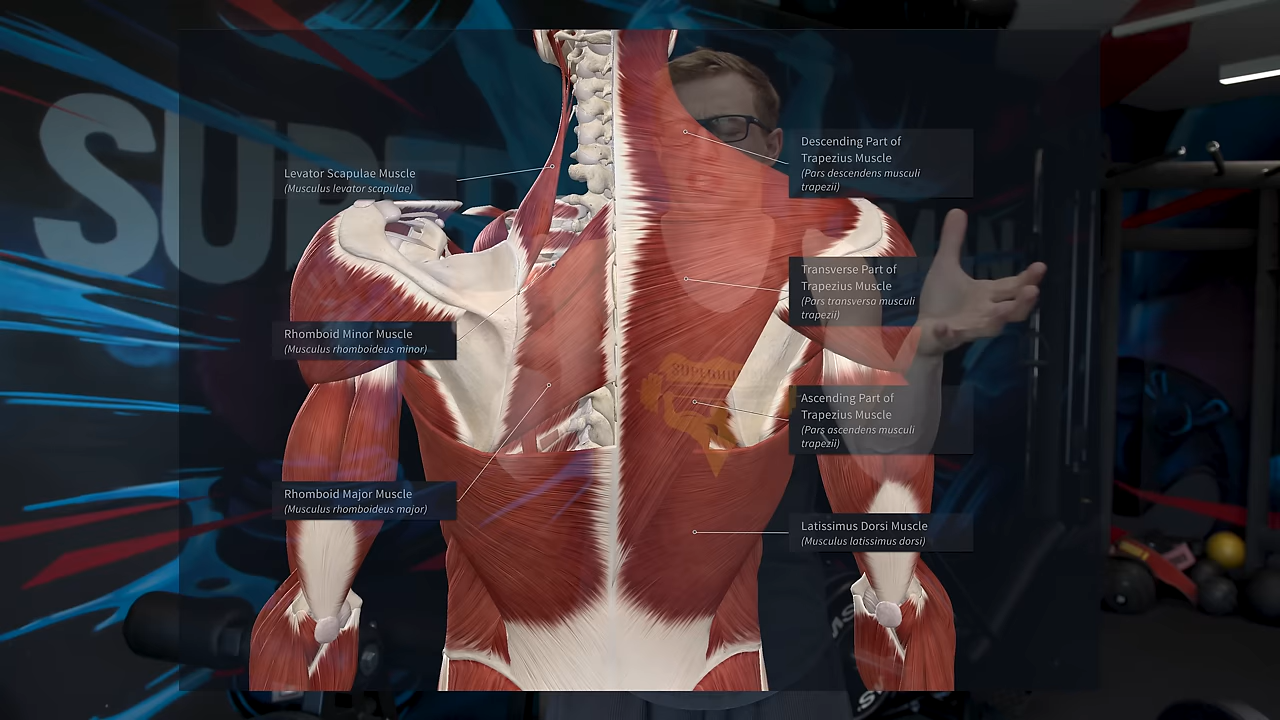 SUPER
Levator Scapulae Muscle
(Musculus levator scapulae)
Rhomboid Minor Muscle
(Musculus rhomboideus minor)
Rhomboid Major Muscle
(Musculus rhomboideus major)
Descending Part of
Trapezius Muscle
(Pars descendens musculi
trapezii)
Transverse Part of
Trapezius Muscle
(Pars transversa musculi
trapezii)
Ascending Part of
Trapezius Muscle
(Pars ascendens musculi
trapezii)
Latissimus Dorsi Muscle
(Musculus latissimus dorsi)